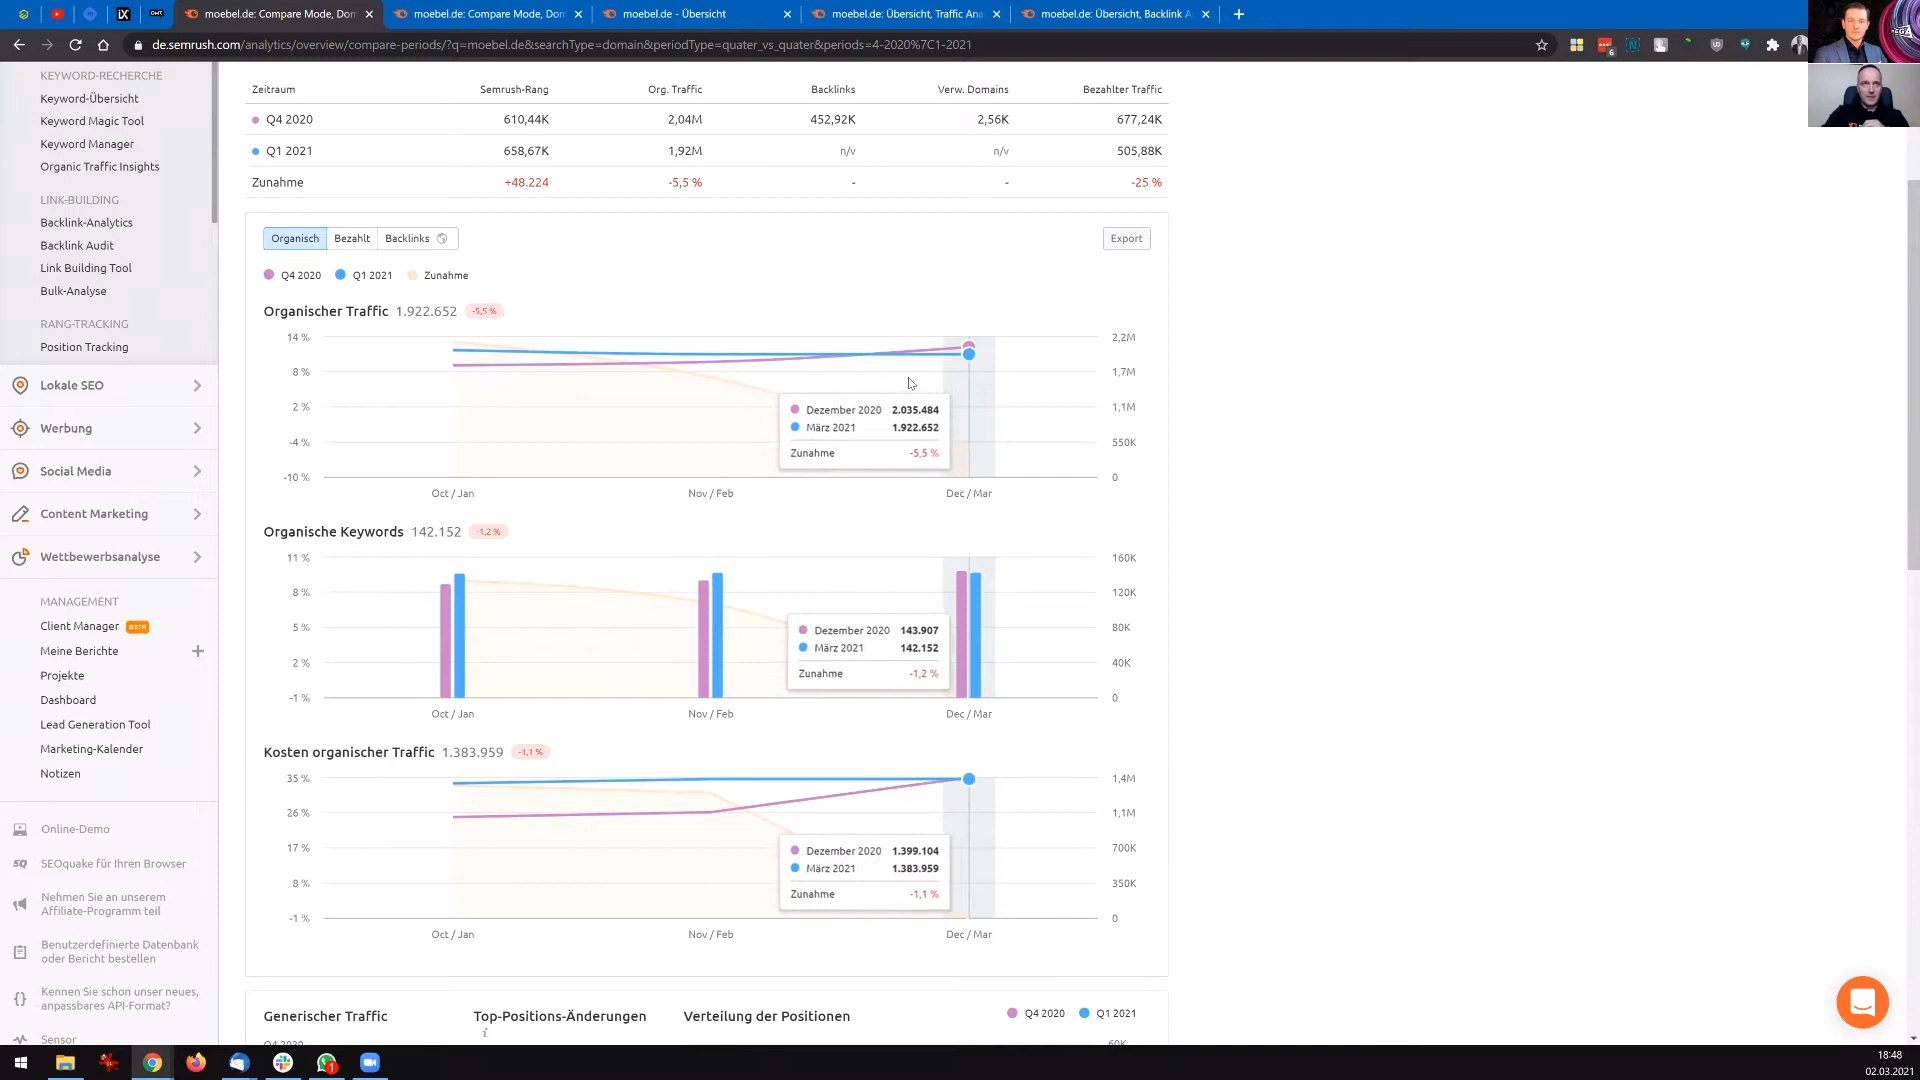 moebel.de: Compare Mode, Dom
moebel.de: Compare Mode, Dom
moebel.de - Übersicht
moebel.de: Übersicht, Traffic Ana
moebel.de: Übersicht, Backlink A
de.semrush.com/analytics/overview/compare-periods/?q=moebel.de&searchType=domain&periodType=quater_vs_quater&periods=4-2020%7C1-2021
KEYWORD-RECHERCHE
Keyword-Übersicht
Keyword Magic Tool
Keyword Manager
Organic Traffic Insights
LINK-BUILDING
Backlink-Analytics
Backlink Audit
Link Building Tool
Bulk-Analyse
RANG-TRACKING
Position Tracking
Lokale SEO
Werbung
Social Media
Content Marketing
Wettbewerbsanalyse
MANAGEMENT
Client Manager BETA
Meine Berichte
Projekte
Dashboard
Lead Generation Tool
Marketing-Kalender
Notizen
Online-Demo
SEOquake für Ihren Browser
Nehmen Sie an unserem
Affiliate-Programm teil
Benutzerdefinierte Datenbank
oder Bericht bestellen
Kennen Sie schon unser neues,
anpassbares API-Format?
Sensor
Zeitraum Semrush-Rang Org. Traffic Backlinks Verw. Domains Bezahlter Traffic
Q4 2020 610,44K 2,04M 452,92K 2,56K 677,24K
Q1 2021 658,67K 1,92M n/v n/v 505,88K
Zunahme +48.224 -5,5 % - - -25 %
Organisch Bezahlt Backlinks
Export
Q4 2020 Q1 2021 Zunahme
Organischer Traffic 1.922.652 -5,5 %
14 % 2,2M
8 % 1,7M
2 % 1,1M
-4 % 550K
-10 % 0
Dezember 2020 2.035.484
März 2021 1.922.652
Zunahme -5,5 %
Oct / Jan Nov / Feb Dec / Mar
Organische Keywords 142.152 -1,2 %
11 % 160K
8 % 120K
5 % 80K
2 % 40K
-1 % 0
Dezember 2020 143.907
März 2021 142.152
Zunahme -1,2 %
Oct / Jan Nov / Feb Dec / Mar
Kosten organischer Traffic 1.383.959 -1,1 %
35 % 1,4M
26 % 1,1M
17 % 700K
8 % 350K
-1 % 0
Dezember 2020 1.399.104
März 2021 1.383.959
Zunahme -1,1 %
Oct / Jan Nov / Feb Dec / Mar
Generischer Traffic
Top-Positions-Änderungen
Verteilung der Positionen
Q4 2020 Q1 2021
Q4 2020
60K
18:48
02.03.2021